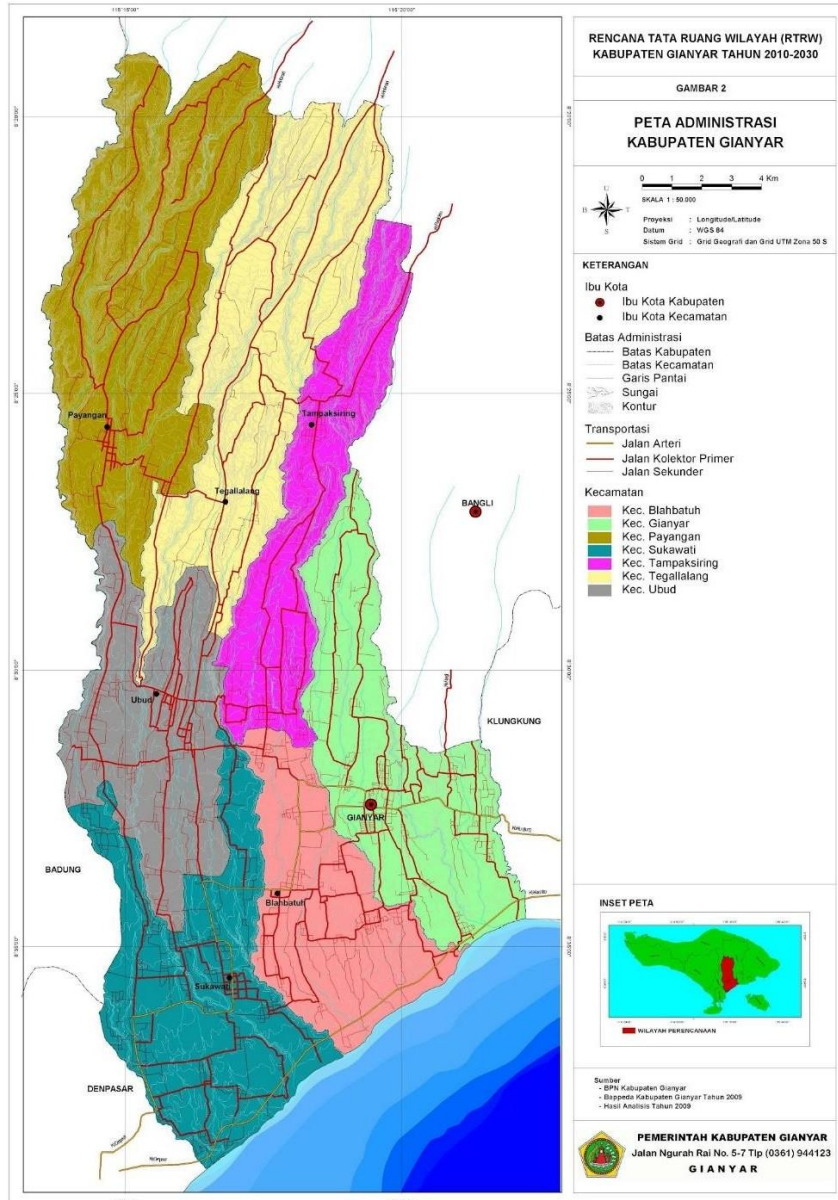 RENCANA TATA RUANG WILAYAH (RTRW)
KABUPATEN GIANYAR TAHUN 2010-2030
GAMBAR 2
PETA ADMINISTRASI
KABUPATEN GIANYAR
U
B T
S
0 1 2 3 4 Km
SKALA 1 : 50.000
Proyeksi : Longitude/Latitude
Datum : WGS 84
Sistem Grid : Grid Geografi dan Grid UTM Zona 50 S
KETERANGAN
Ibu Kota
Ibu Kota Kabupaten
Ibu Kota Kecamatan
Batas Administrasi
Batas Kabupaten
Batas Kecamatan
Garis Pantai
Sungai
Kontur
Transportasi
Jalan Arteri
Jalan Kolektor Primer
Jalan Sekunder
Kecamatan
Kec. Blahbatuh
Kec. Gianyar
Kec. Payangan
Kec. Sukawati
Kec. Tampaksiring
Kec. Tegallalang
Kec. Ubud
Payangan
Tampaksiring
Tegallalang
BANGLI
Ubud
KLUNGKUNG
GIANYAR
BADUNG
Blahbatuh
Sukawati
DENPASAR
INSET PETA
WILAYAH PERENCANAAN
Sumber
- BPN Kabupaten Gianyar
- Bappeda Kabupaten Gianyar Tahun 2009
- Hasil Analisis Tahun 2009
PEMERINTAH KABUPATEN GIANYAR
Jalan Ngurah Rai No. 5-7 Tlp (0361) 944123
GIANYAR